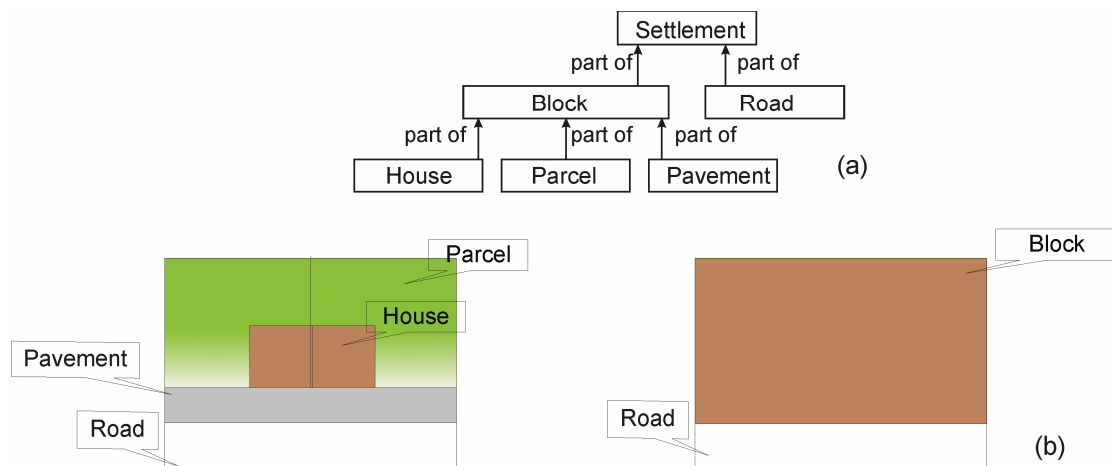 Settlement
part of
part of
Block
Road
part of
part of
part of
House
Parcel
Pavement
(a)
Parcel
House
Pavement
Road
Block
Road
(b)